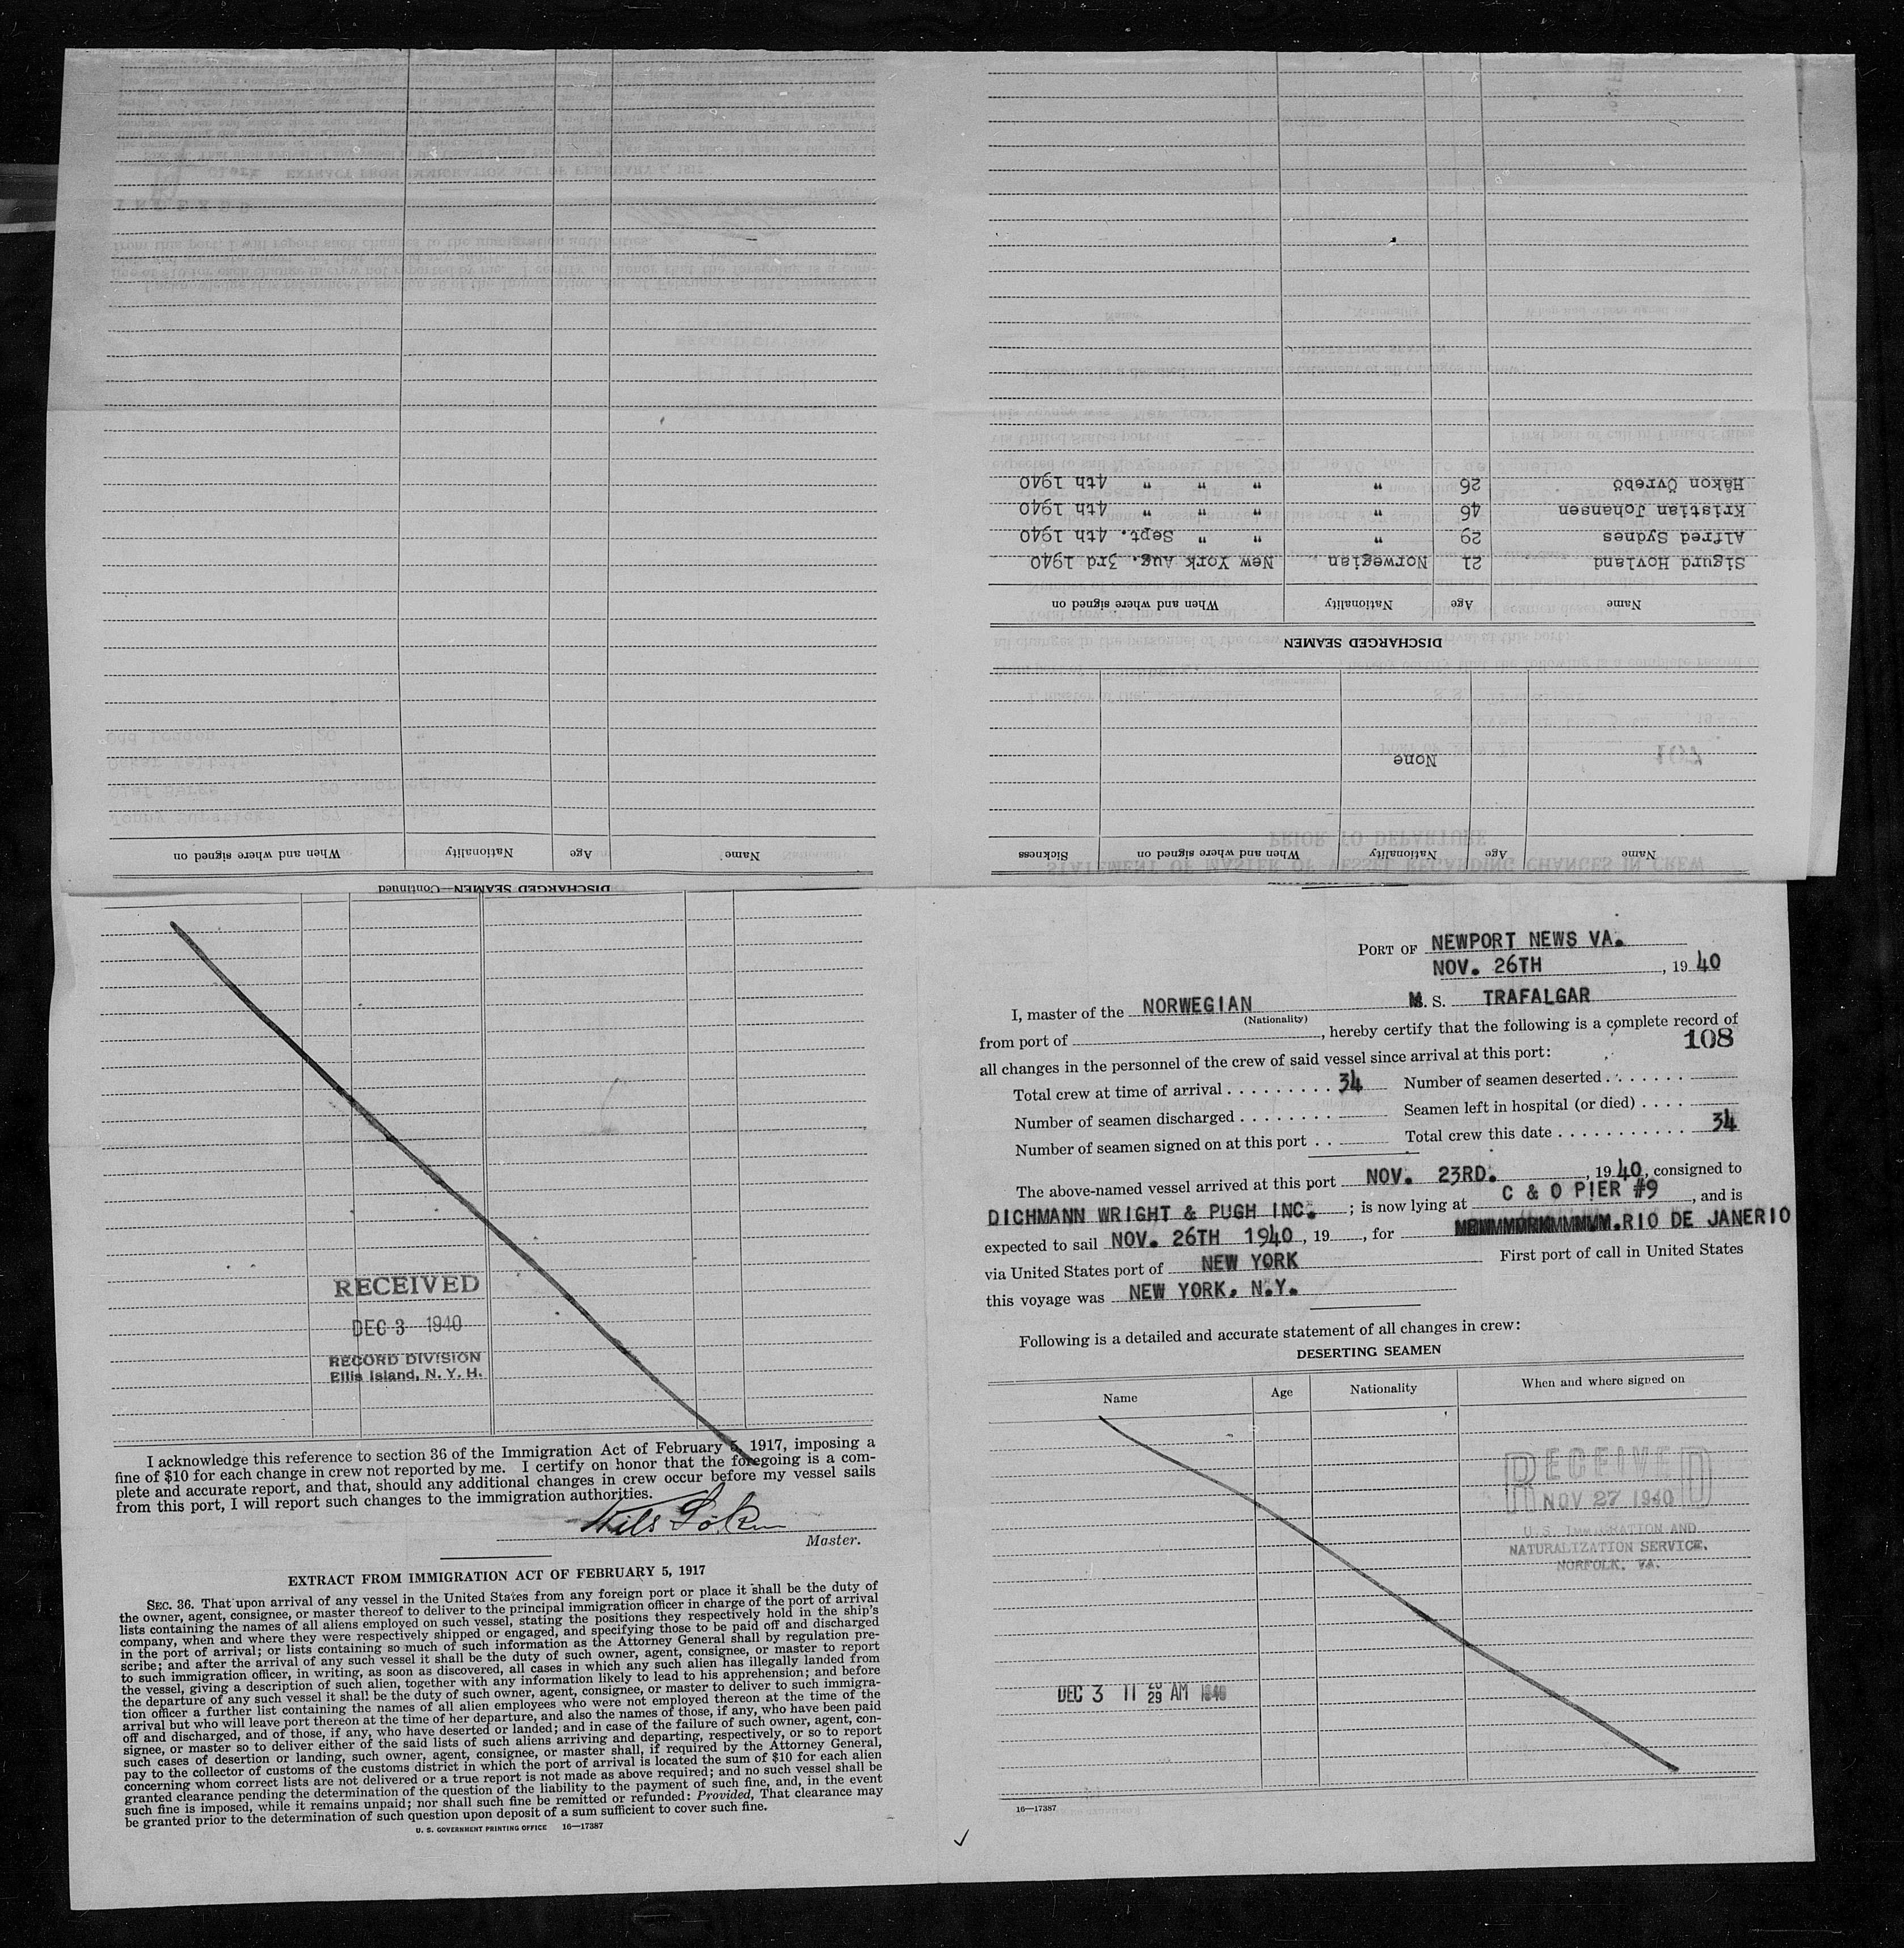 DISCHARGED SEAMEN
Name Age Nationality When and where signed on
Sigurd Hovland 21 Norwegian New York Aug. 3rd 1940
Alfred Sydnes 29 " " " Sept. 4th 1940
Kristian Johansen 46 " " " " 4th 1940
Håkon Övrebö 26 " " " " 4th 1940
Name Age Nationality When and where signed on Sickness
None
DISCHARGED SEAMEN—Continued
Name Age Nationality When and where signed on
STATEMENT OF MASTER OF VESSEL REGARDING CHANGES IN CREW
PRIOR TO DEPARTURE
107
RECEIVED
DEC 3 1940
RECORD DIVISION
Ellis Island, N. Y. H.
I acknowledge this reference to section 36 of the Immigration Act of February 5, 1917, imposing a
fine of $10 for each change in crew not reported by me. I certify on honor that the foregoing is a com-
plete and accurate report, and that, should any additional changes in crew occur before my vessel sails
from this port, I will report such changes to the immigration authorities.
Nils
Master.
EXTRACT FROM IMMIGRATION ACT OF FEBRUARY 5, 1917
SEC. 36. That upon arrival of any vessel in the United States from any foreign port or place it shall be the duty of
the owner, agent, consignee, or master thereof to deliver to the principal immigration officer in charge of the port of arrival
lists containing the names of all aliens employed on such vessel, stating the positions they respectively hold in the ship's
company, when and where they were respectively shipped or engaged, and specifying those to be paid off and discharged
in the port of arrival; or lists containing so much of such information as the Attorney General shall by regulation pre-
scribe; and after the arrival of any such vessel it shall be the duty of such owner, agent, consignee, or master to report
to such immigration officer, in writing, as soon as discovered, all cases in which any such alien has illegally landed from
the vessel, giving a description of such alien, together with any information likely to lead to his apprehension; and before
the departure of any such vessel it shall be the duty of such owner, agent, consignee, or master to deliver to such immigra-
tion officer a further list containing the names of all alien employees who were not employed thereon at the time of the
arrival but who will leave port thereon at the time of her departure, and also the names of those, if any, who have been paid
off and discharged, and of those, if any, who have deserted or landed; and in case of the failure of such owner, agent, con-
signee, or master so to deliver either of the said lists of such aliens arriving and departing, respectively, or so to report
such cases of desertion or landing, such owner, agent, consignee, or master shall, if required by the Attorney General,
pay to the collector of customs of the customs district in which the port of arrival is located the sum of $10 for each alien
concerning whom correct lists are not delivered or a true report is not made as above required; and no such vessel shall be
granted clearance pending the determination of the question of the liability to the payment of such fine, and, in the event
such fine is imposed, while it remains unpaid; nor shall such fine be remitted or refunded: Provided, That clearance may
be granted prior to the determination of such question upon deposit of a sum sufficient to cover such fine.
U. S. GOVERNMENT PRINTING OFFICE 16—17387
PORT OF NEWPORT NEWS VA.
NOV. 26TH, 19 40
I, master of the NORWEGIAN M. S. TRAFALGAR
(Nationality)
from port of , hereby certify that the following is a complete record of
108
all changes in the personnel of the crew of said vessel since arrival at this port:
Total crew at time of arrival . . . . . . . . . 34 Number of seamen deserted . . . . . . .
Number of seamen discharged . . . . . . . . Seamen left in hospital (or died) . . . .
Number of seamen signed on at this port . . Total crew this date . . . . . . . . . . . 34
The above-named vessel arrived at this port NOV. 23RD., 19 40, consigned to
DICHMANN WRIGHT & PUGH INC. ; is now lying at C & O PIER #9, and is
expected to sail NOV. 26TH 1940, 19 , for RIO DE JANERIO
via United States port of NEW YORK First port of call in United States
this voyage was NEW YORK. N.Y.
Following is a detailed and accurate statement of all changes in crew:
DESERTING SEAMEN
Name Age Nationality When and where signed on
RECEIVED
NOV 27 1940
U.S. IMMIGRATION AND
NATURALIZATION SERVICE.
NORFOLK, VA.
DEC 3 11 29 AM 1940
16—17387